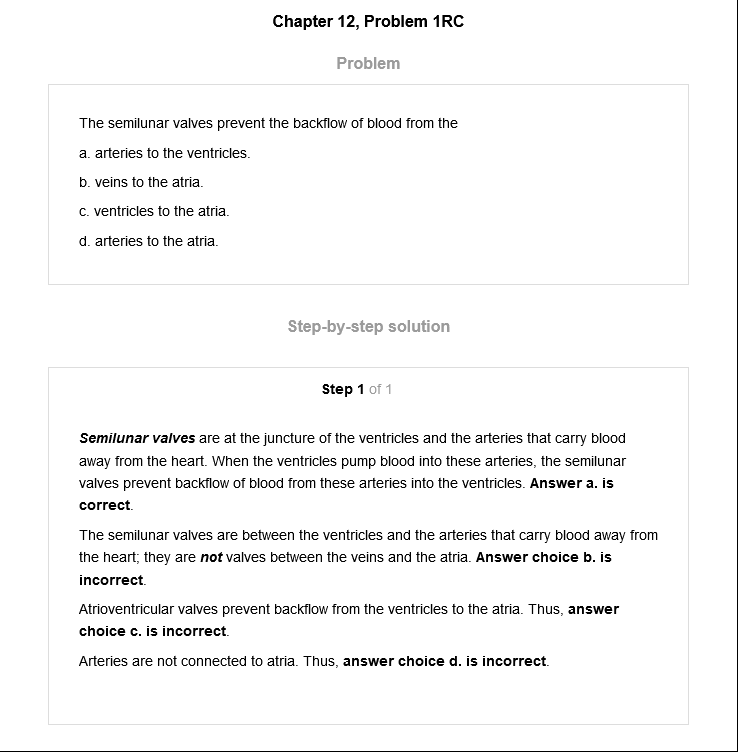 Chapter 12, Problem 1RC
Problem
The semilunar valves prevent the backflow of blood from the
a. arteries to the ventricles.
b. veins to the atria.
c. ventricles to the atria.
d. arteries to the atria.
Step-by-step solution
Step 1 of 1
Semilunar valves are at the juncture of the ventricles and the arteries that carry blood
away from the heart. When the ventricles pump blood into these arteries, the semilunar
valves prevent backflow of blood from these arteries into the ventricles. Answer a. is
correct.
The semilunar valves are between the ventricles and the arteries that carry blood away from
the heart; they are not valves between the veins and the atria. Answer choice b. is
incorrect.
Atrioventricular valves prevent backflow from the ventricles to the atria. Thus, answer
choice c. is incorrect.
Arteries are not connected to atria. Thus, answer choice d. is incorrect.